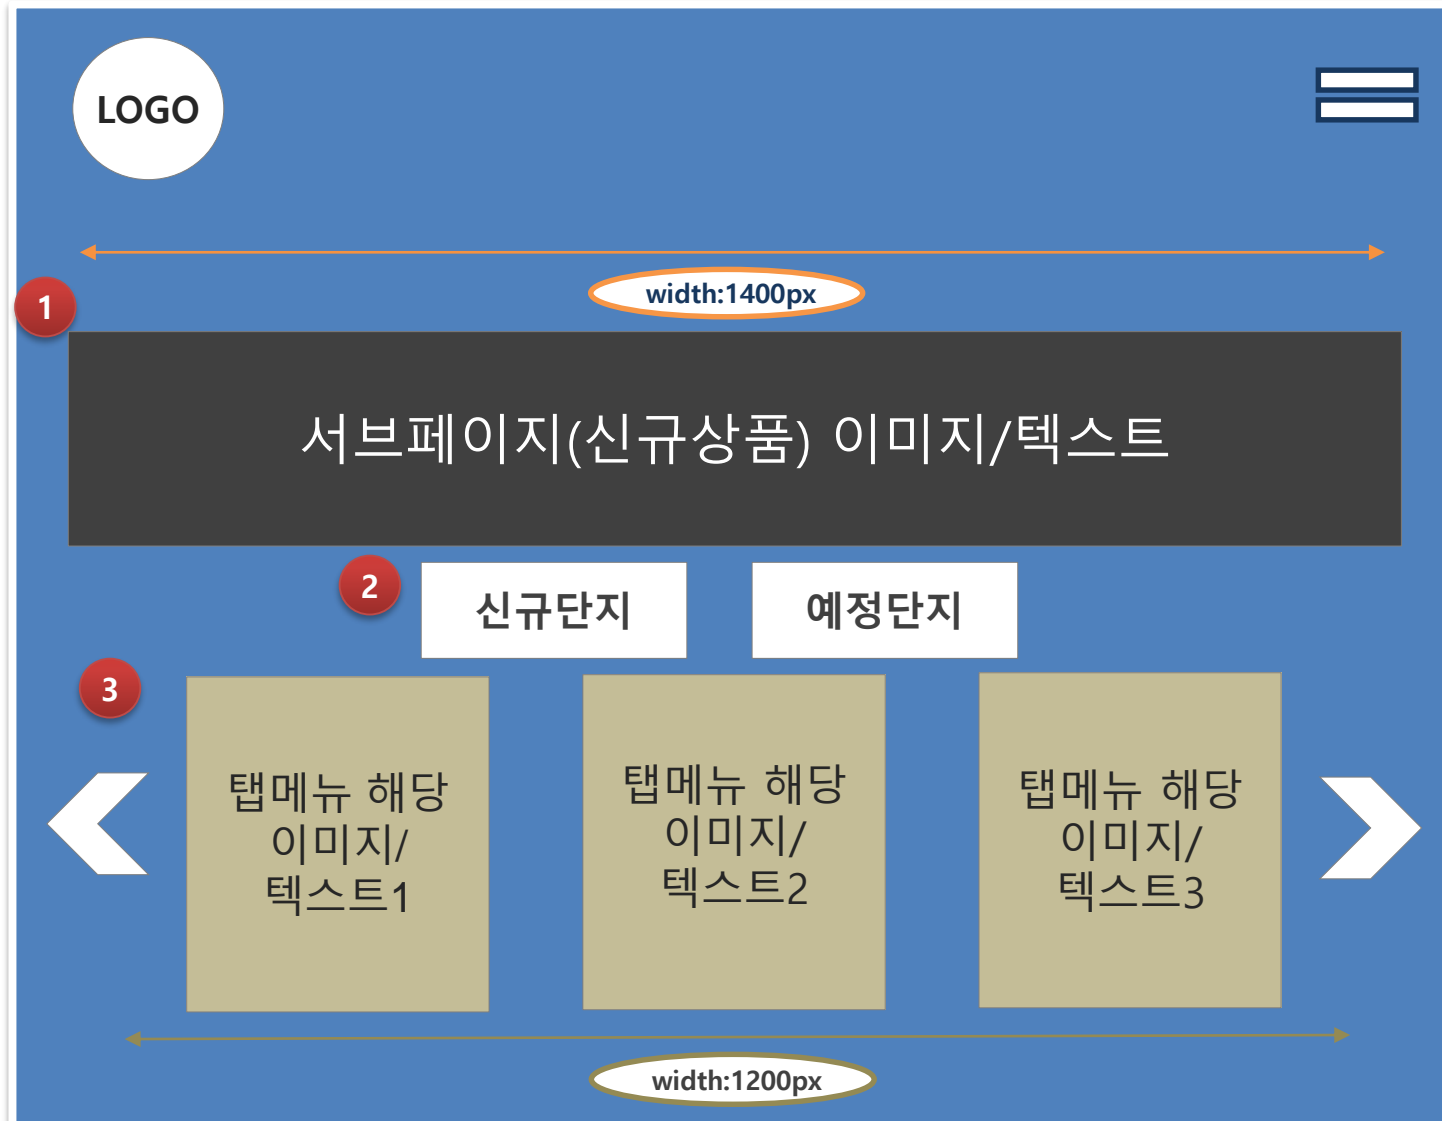 LOGO
width:1400px
1
서브페이지(신규상품) 이미지/텍스트
2
신규단지
예정단지
3
탭메뉴 해당
이미지/
텍스트1
탭메뉴 해당
이미지/
텍스트2
탭메뉴 해당
이미지/
텍스트3
width:1200px